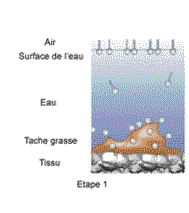 Air
Surface de l'eau
Eau
Tache grasse
Tissu
Etape 1